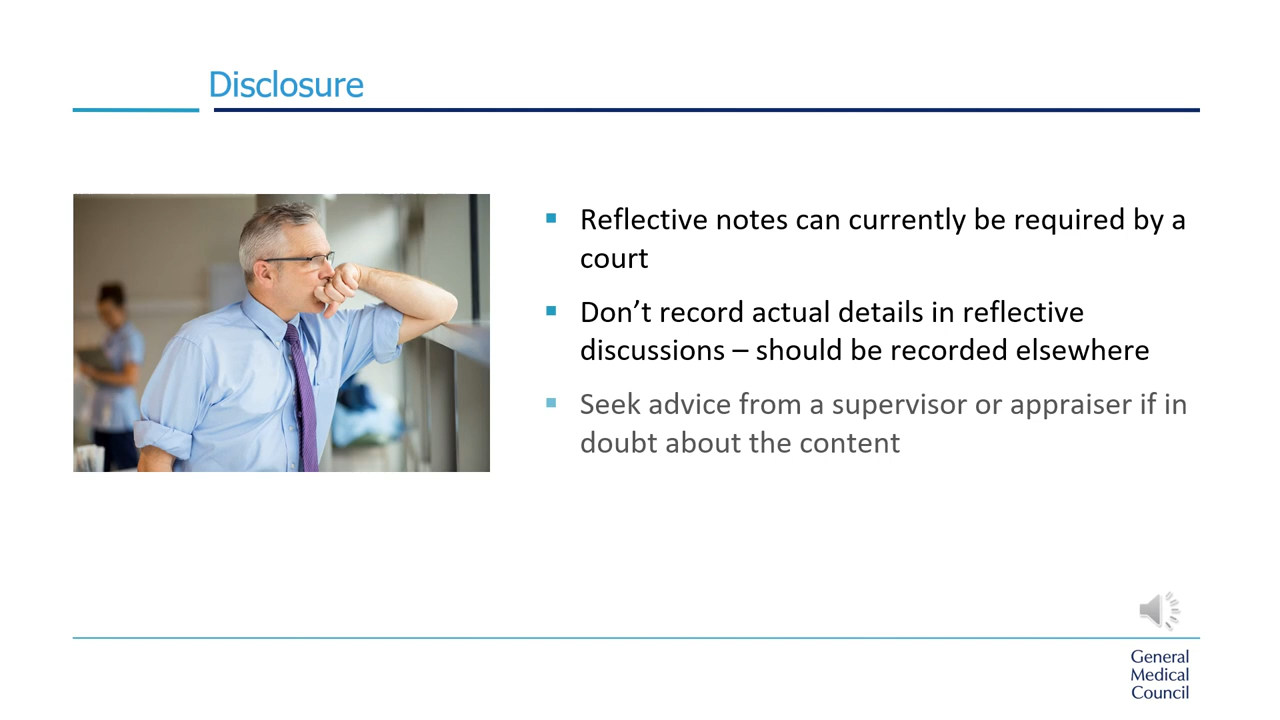 Disclosure
Reflective notes can currently be required by a
court
Don’t record actual details in reflective
discussions – should be recorded elsewhere
Seek advice from a supervisor or appraiser if in
doubt about the content
General
Medical
Council